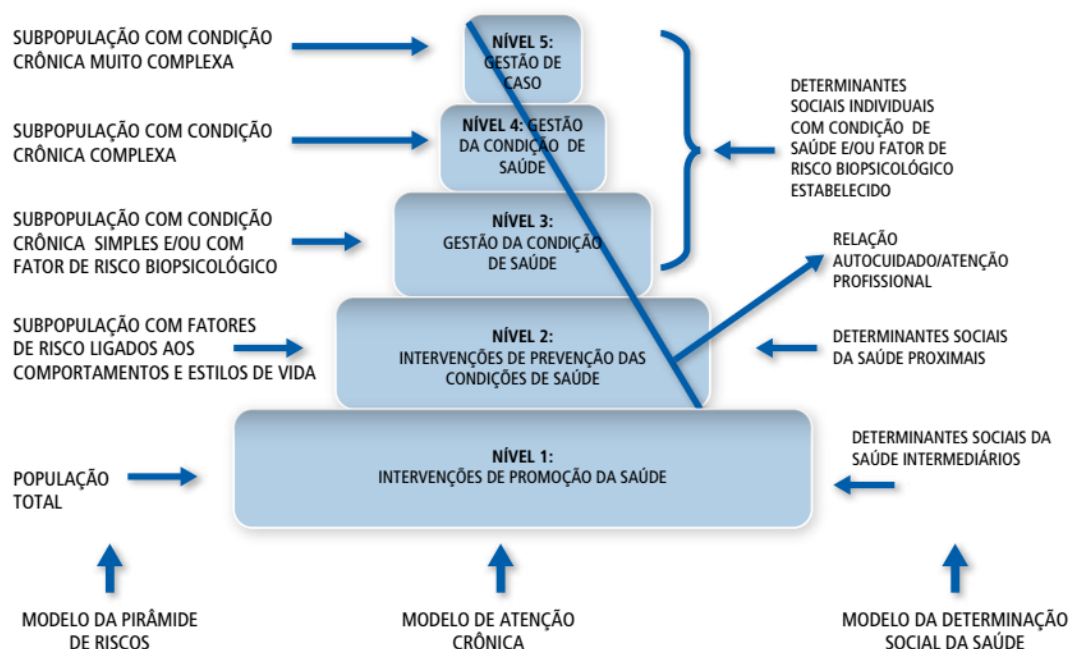 SUBPOPULAÇÃO COM CONDIÇÃO
CRÔNICA MUITO COMPLEXA
NÍVEL 5:
GESTÃO DE
CASO
DETERMINANTES
SOCIAIS INDIVIDUAIS
COM CONDIÇÃO DE
SAÚDE E/OU FATOR DE
RISCO BIOPSICOLÓGICO
ESTABELECIDO
SUBPOPULAÇÃO COM CONDIÇÃO
CRÔNICA COMPLEXA
NÍVEL 4: GESTÃO
DA CONDIÇÃO DE
SAÚDE
SUBPOPULAÇÃO COM CONDIÇÃO
CRÔNICA SIMPLES E/OU COM
FATOR DE RISCO BIOPSICOLÓGICO
NÍVEL 3:
GESTÃO DA CONDIÇÃO
DE SAÚDE
RELAÇÃO
AUTOCUIDADO/ATENÇÃO
PROFISSIONAL
SUBPOPULAÇÃO COM FATORES
DE RISCO LIGADOS AOS
COMPORTAMENTOS E ESTILOS DE VIDA
NÍVEL 2:
INTERVENÇÕES DE PREVENÇÃO DAS
CONDIÇÕES DE SAÚDE
DETERMINANTES SOCIAIS
DA SAÚDE PROXIMAIS
POPULAÇÃO
TOTAL
NÍVEL 1:
INTERVENÇÕES DE PROMOÇÃO DA SAÚDE
DETERMINANTES SOCIAIS DA
SAÚDE INTERMEDIÁRIOS
MODELO DA PIRÂMIDE
DE RISCOS
MODELO DE ATENÇÃO
CRÔNICA
MODELO DA DETERMINAÇÃO
SOCIAL DA SAÚDE